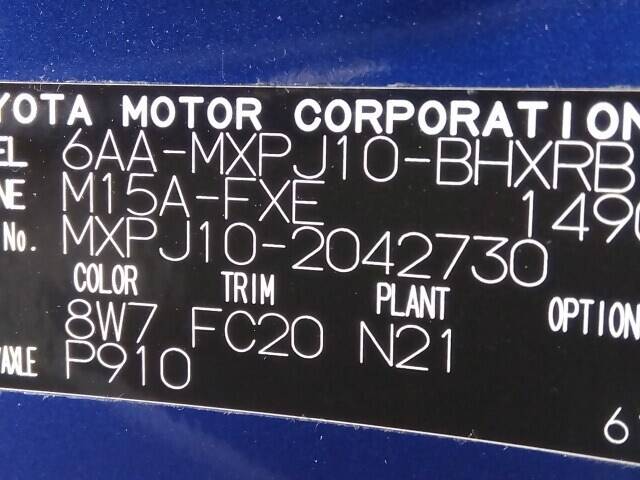 YOTA MOTOR CORPORATION
EL 6AA-MXPJ10-BHXRB
NE M15A-FXE 1490
No. MXPJ10-2042730
COLOR TRIM PLANT OPTION
8W7 FC20 N21
AXLE P910
6